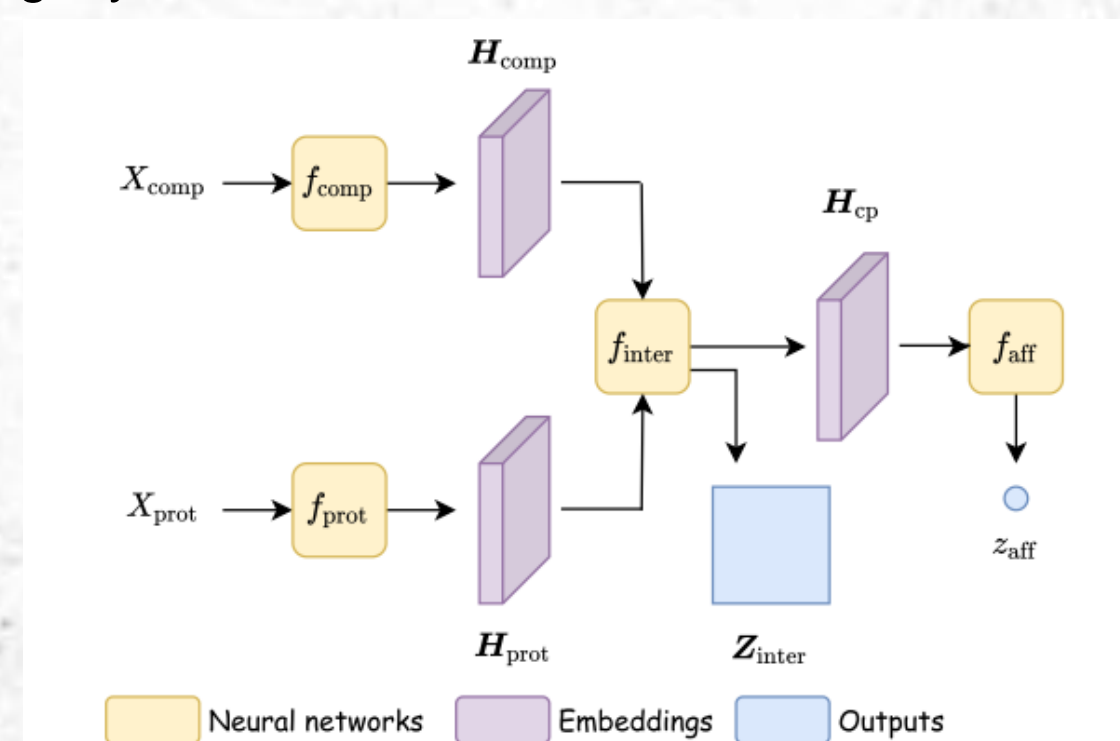 H_comp
X_comp
f_comp
H_cp
f_inter
f_aff
X_prot
f_prot
z_aff
H_prot
Z_inter
Neural networks
Embeddings
Outputs